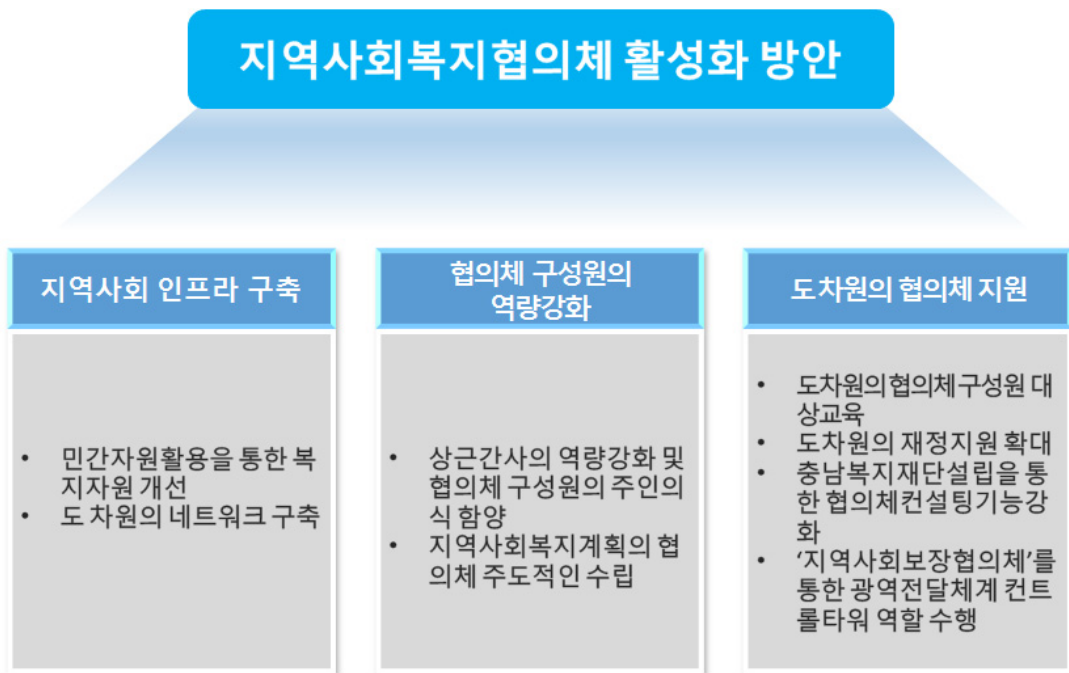 지역사회복지협의체 활성화 방안
지역사회 인프라 구축
• 민간자원활용을 통한 복
지자원 개선
• 도 차원의 네트워크 구축
협의체 구성원의
역량강화
• 상근간사의 역량강화 및
협의체 구성원의 주인의
식 함양
• 지역사회복지계획의 협
의체 주도적인 수립
도차원의 협의체 지원
• 도차원의 협의체 구성원 대
상교육
• 도차원의 재정지원 확대
• 충남복지재단설립을 통
한 협의체컨설팅기능강
화
• ‘지역사회보장협의체’를
통한 광역전달체계 컨트
롤타워 역할 수행